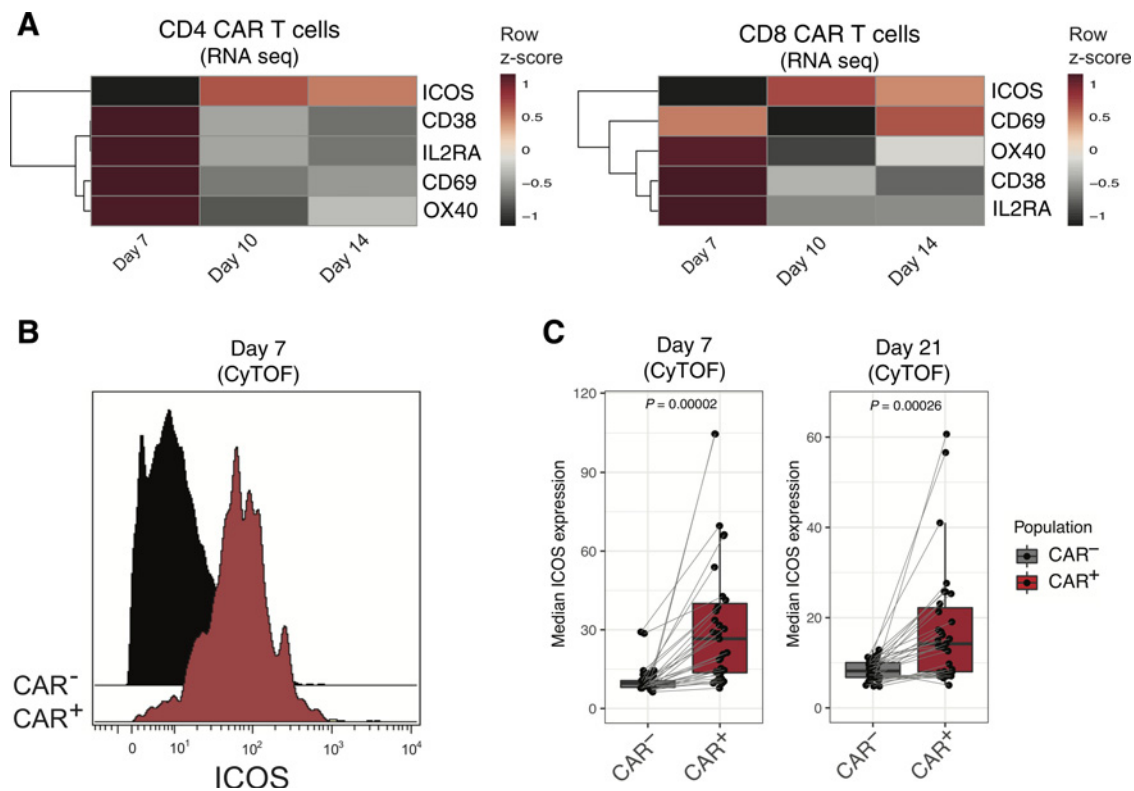 A
CD4 CAR T cells
(RNA seq)
Row
z-score
ICOS
CD38
IL2RA
CD69
OX40
1
0.5
0
−0.5
−1
Day 7
Day 10
Day 14
CD8 CAR T cells
(RNA seq)
Row
z-score
ICOS
CD69
OX40
CD38
IL2RA
1
0.5
0
−0.5
−1
Day 7
Day 10
Day 14
B
Day 7
(CyTOF)
CAR-
CAR+
0 10¹ 10² 10³ 10⁴
ICOS
C
Day 7
(CyTOF)
P = 0.00002
Median ICOS expression
120
90
60
30
0
CAR−
CAR+
Day 21
(CyTOF)
P = 0.00026
Median ICOS expression
60
40
20
0
CAR−
CAR+
Population
CAR−
CAR+